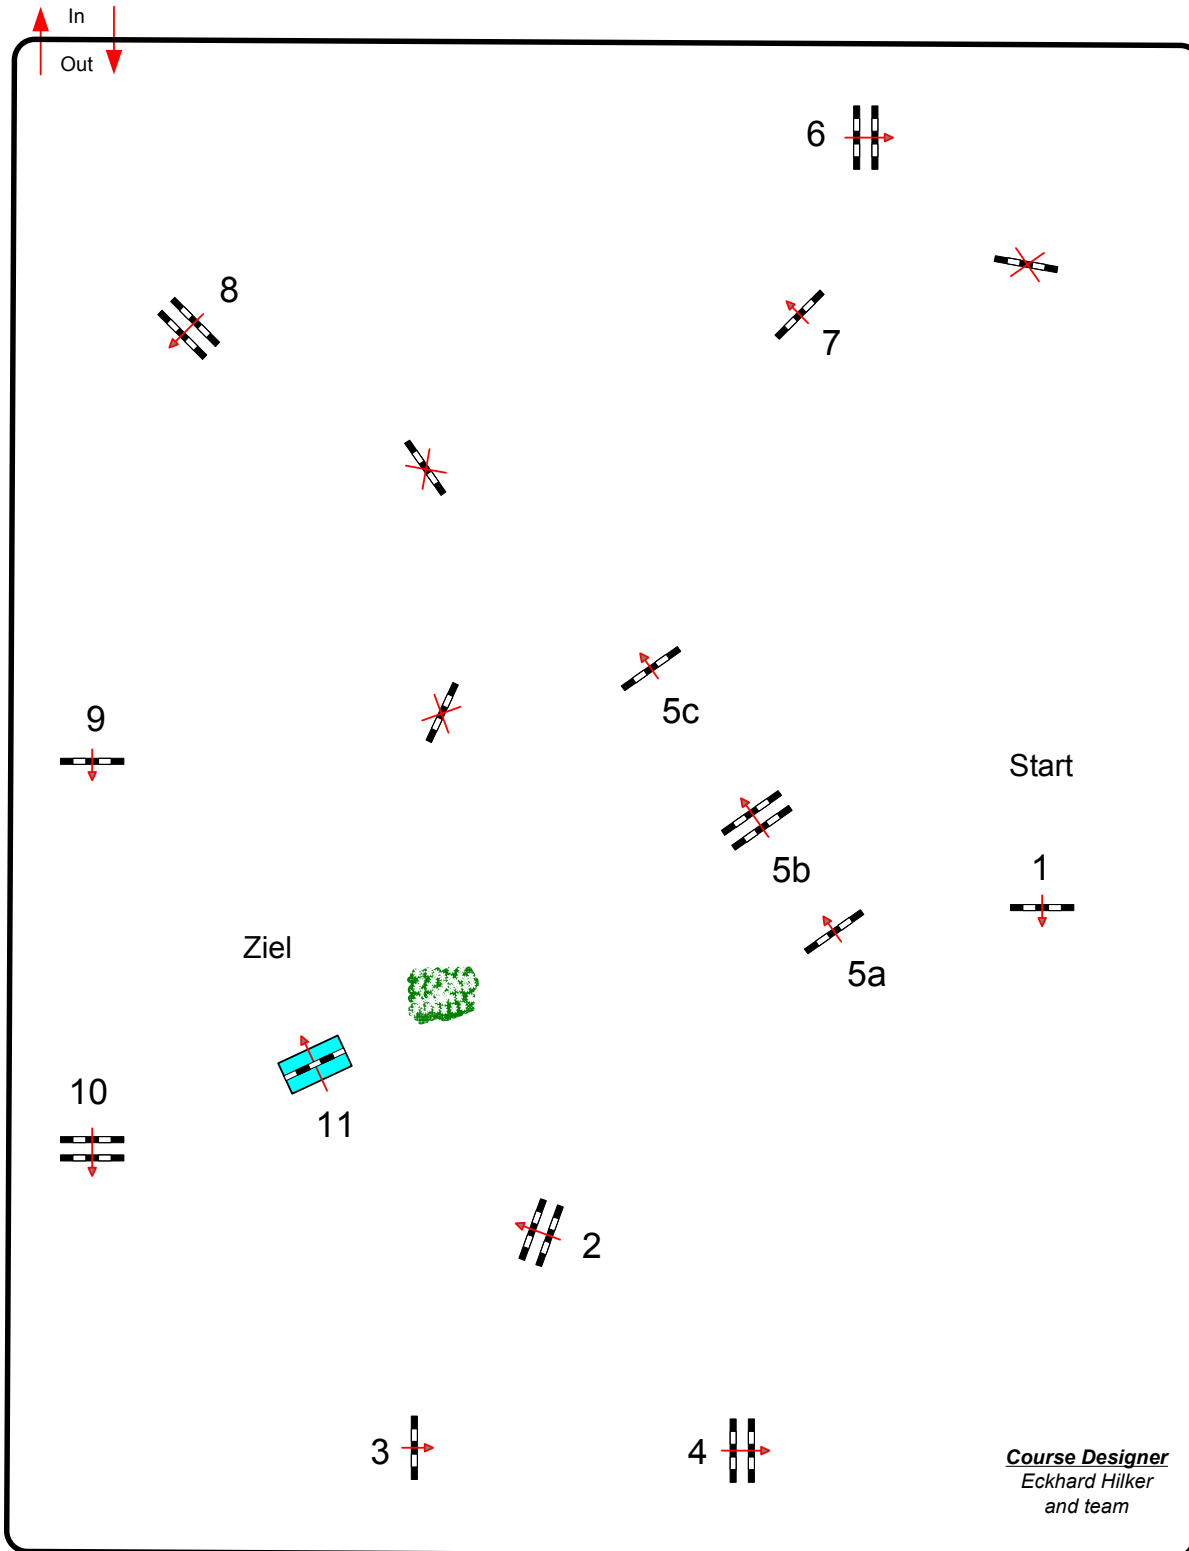 In
Out
6
8
7
5c
9
Start
1
5b
5a
Ziel
10
11
2
3
4
Course Designer
Eckhard Hilker
and team